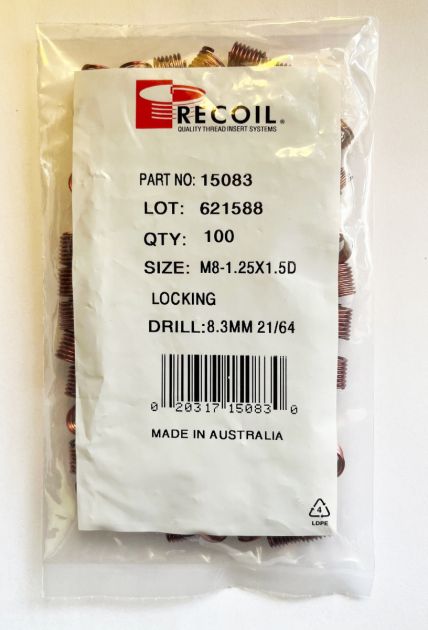 RECOIL®
QUALITY THREAD INSERT SYSTEMS
PART NO: 15083
LOT: 621588
QTY: 100
SIZE: M8-1.25X1.5D
LOCKING
DRILL:8.3MM 21/64
0 20317 15083 0
MADE IN AUSTRALIA
4
LDPE